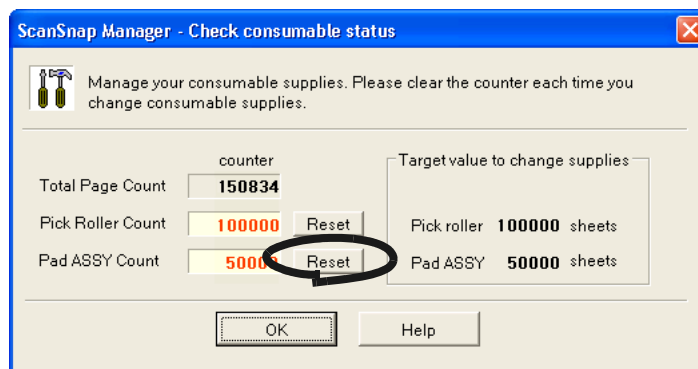 ScanSnap Manager - Check consumable status
Manage your consumable supplies. Please clear the counter each time you
change consumable supplies.
counter
Target value to change supplies
Total Page Count 150834
Pick Roller Count 100000 Reset
Pick roller 100000 sheets
Pad ASSY Count 50000 Reset
Pad ASSY 50000 sheets
OK Help